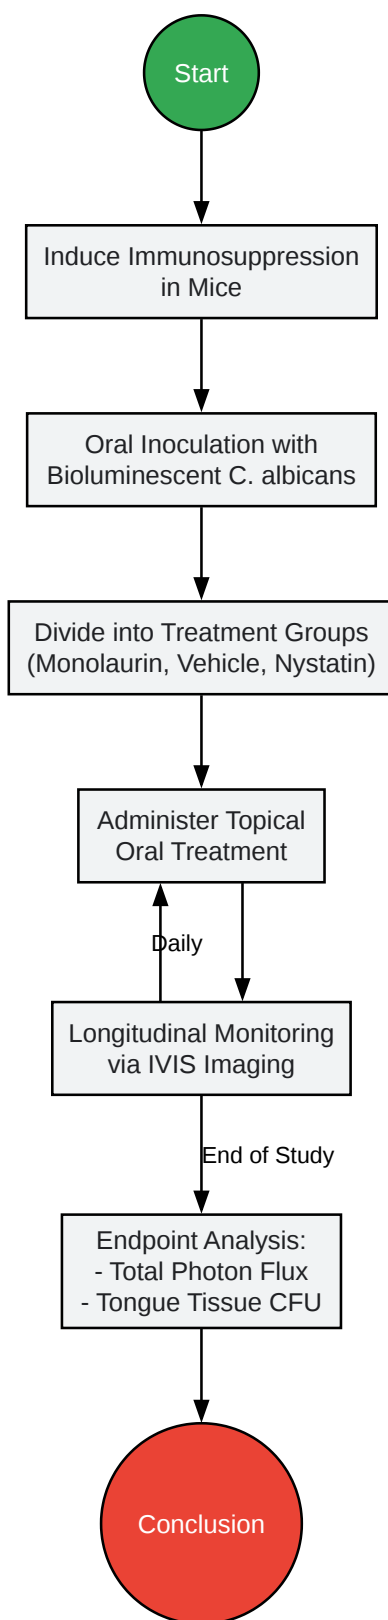 Start
Induce Immunosuppression
in Mice
Oral Inoculation with
Bioluminescent C. albicans
Divide into Treatment Groups
(Monolaurin, Vehicle, Nystatin)
Administer Topical
Oral Treatment
Daily
Longitudinal Monitoring
via IVIS Imaging
End of Study
Endpoint Analysis:
- Total Photon Flux
- Tongue Tissue CFU
Conclusion